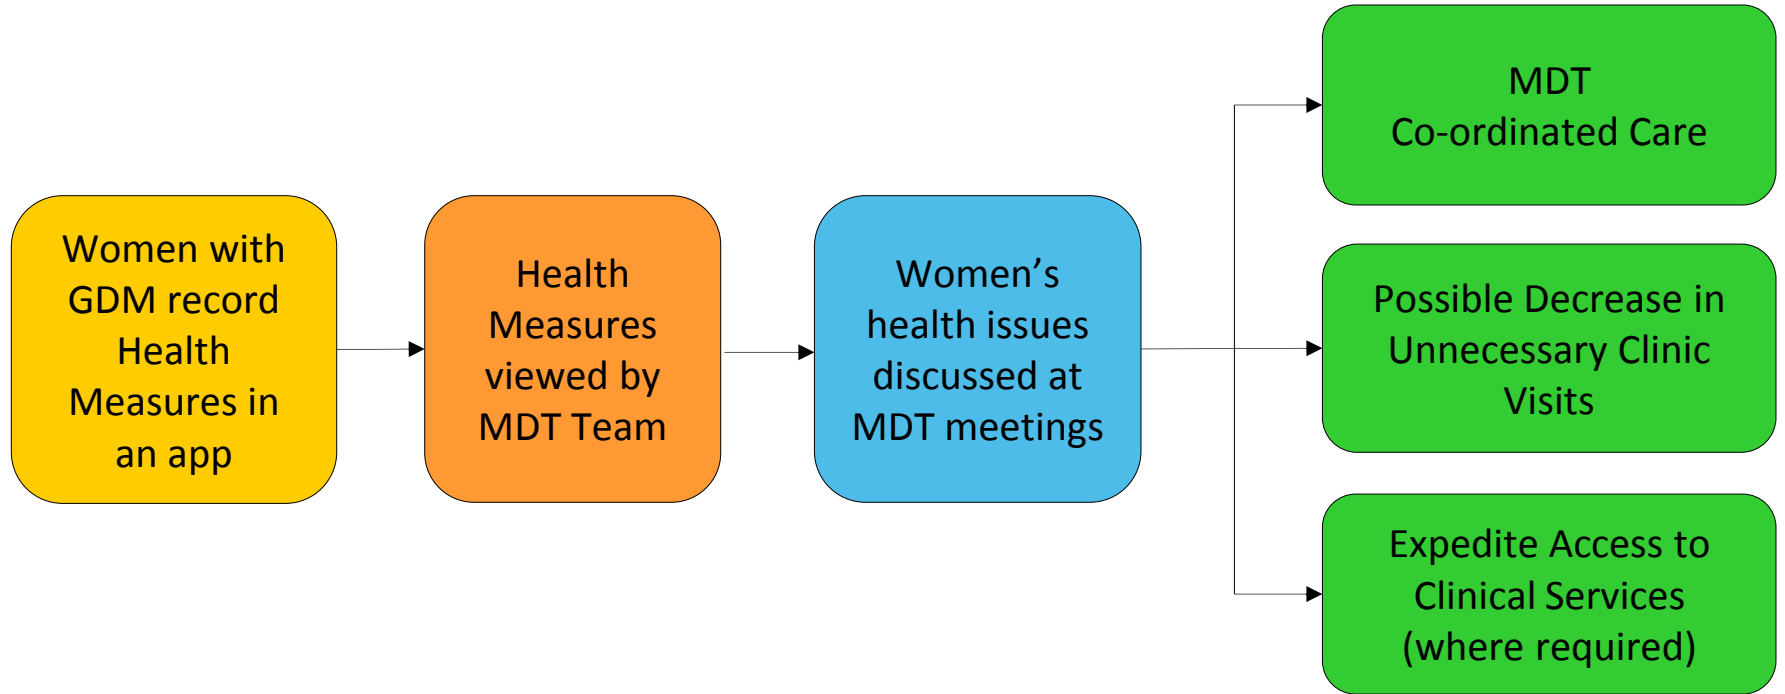 Women with
GDM record
Health
Measures in
an app
Health
Measures
viewed by
MDT Team
Women’s
health issues
discussed at
MDT meetings
MDT
Co-ordinated Care
Possible Decrease in
Unnecessary Clinic
Visits
Expedite Access to
Clinical Services
(where required)